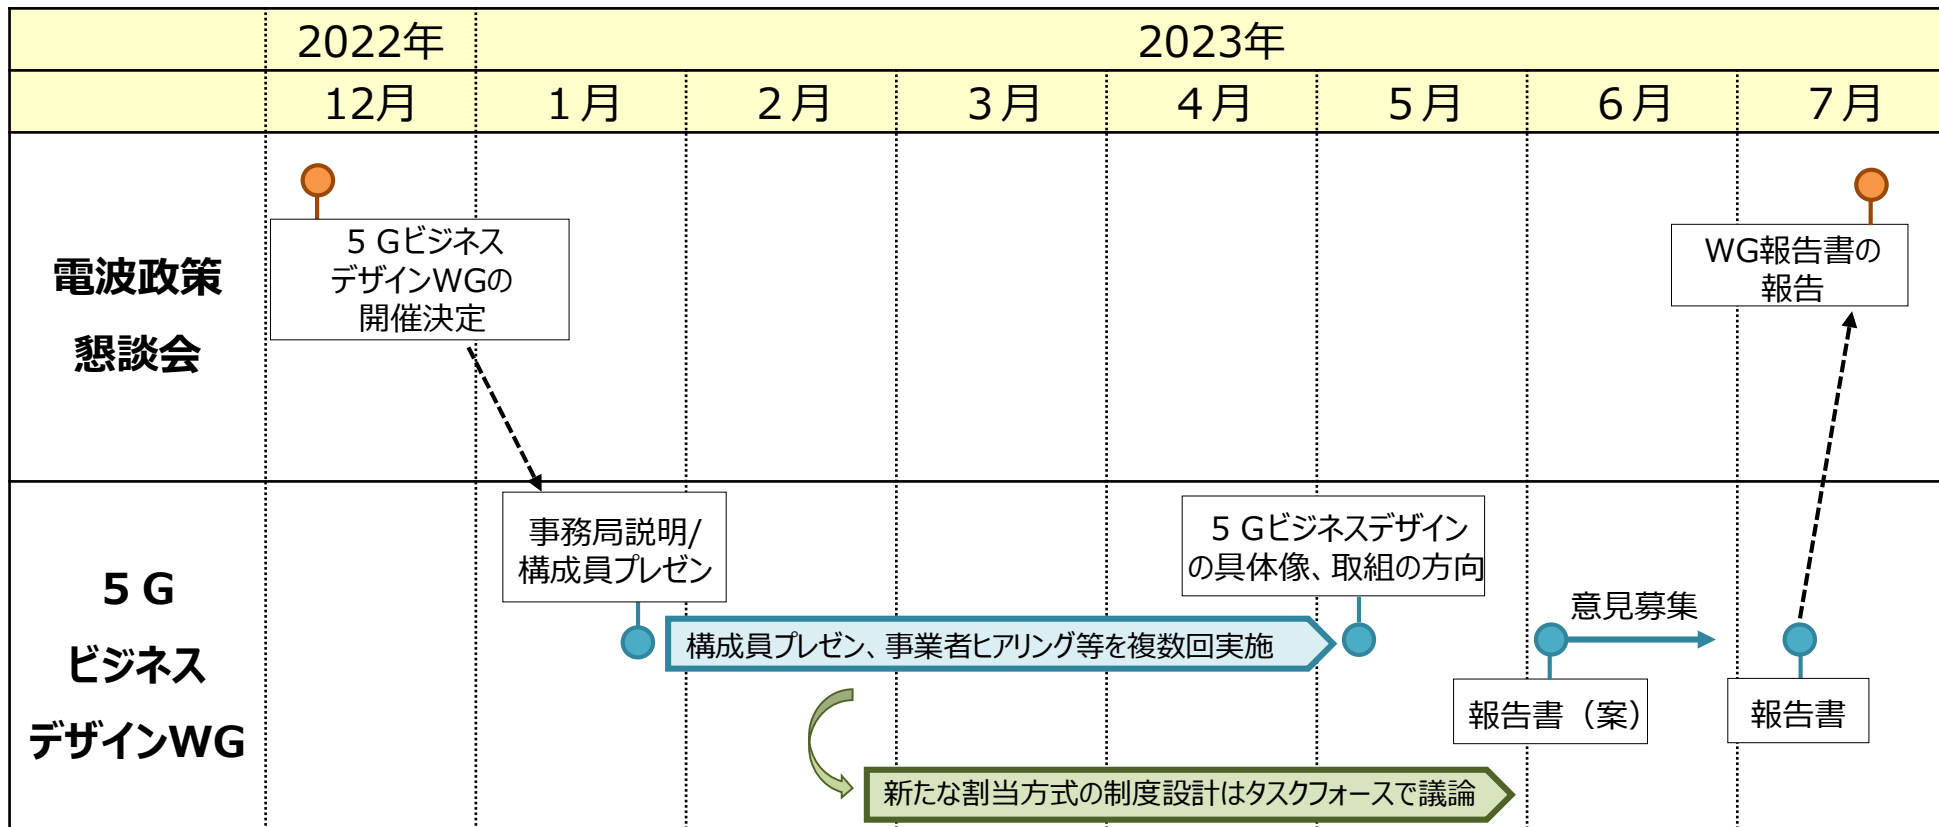 2022年
2023年
12月
1月
2月
3月
4月
5月
6月
7月
電波政策
懇談会
5Gビジネス
デザインWGの
開催決定
WG報告書の
報告
5G
ビジネス
デザインWG
事務局説明/
構成員プレゼン
構成員プレゼン、事業者ヒアリング等を複数回実施
5Gビジネスデザイン
の具体像、取組の方向
意見募集
報告書（案）
報告書
新たな割当方式の制度設計はタスクフォースで議論